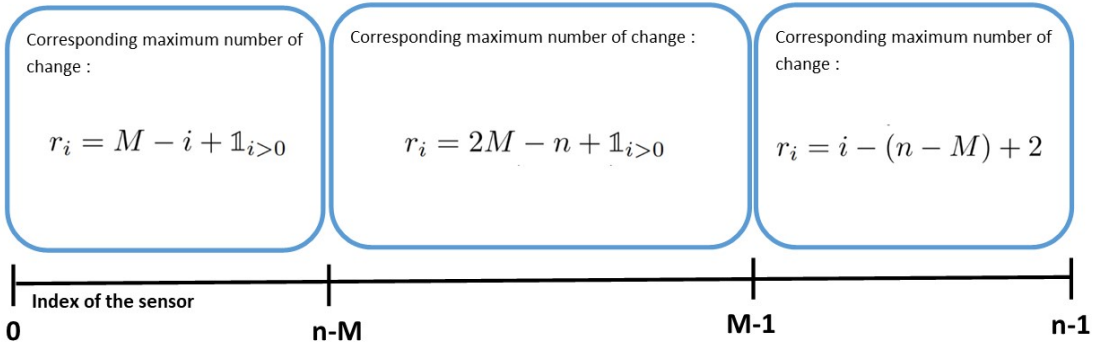 Corresponding maximum number of
change :
r_i = M − i + 𝟙_{i>0}
Corresponding maximum number of change :
r_i = 2M − n + 𝟙_{i>0}
Corresponding maximum number of
change :
r_i = i − (n − M) + 2
Index of the sensor
0
n-M
M-1
n-1